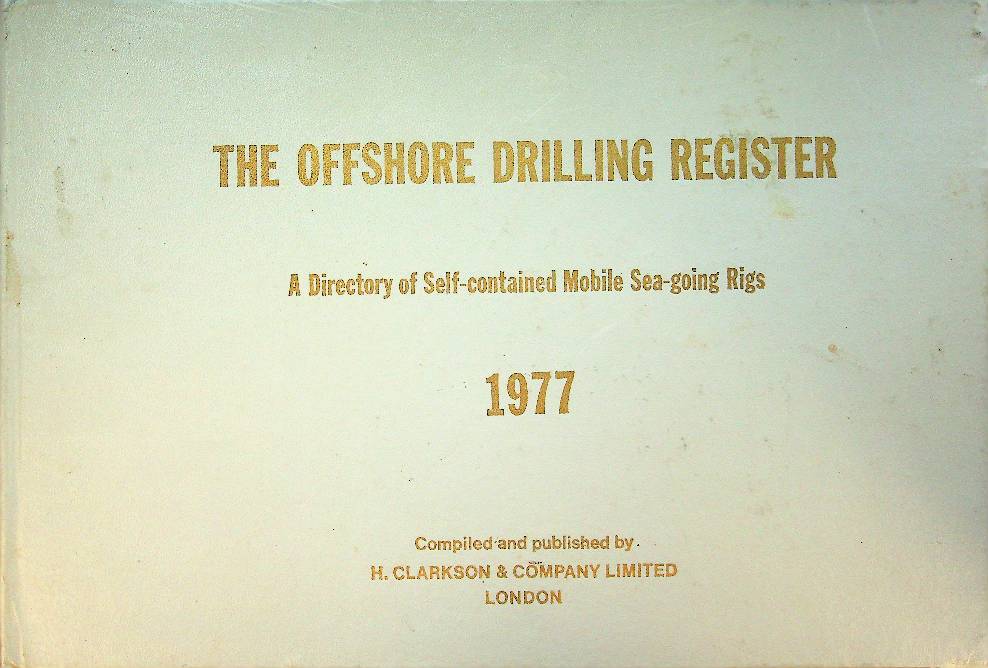 THE OFFSHORE DRILLING REGISTER
A Directory of Self-contained Mobile Sea-going Rigs
1977
Compiled and published by
H. CLARKSON & COMPANY LIMITED
LONDON